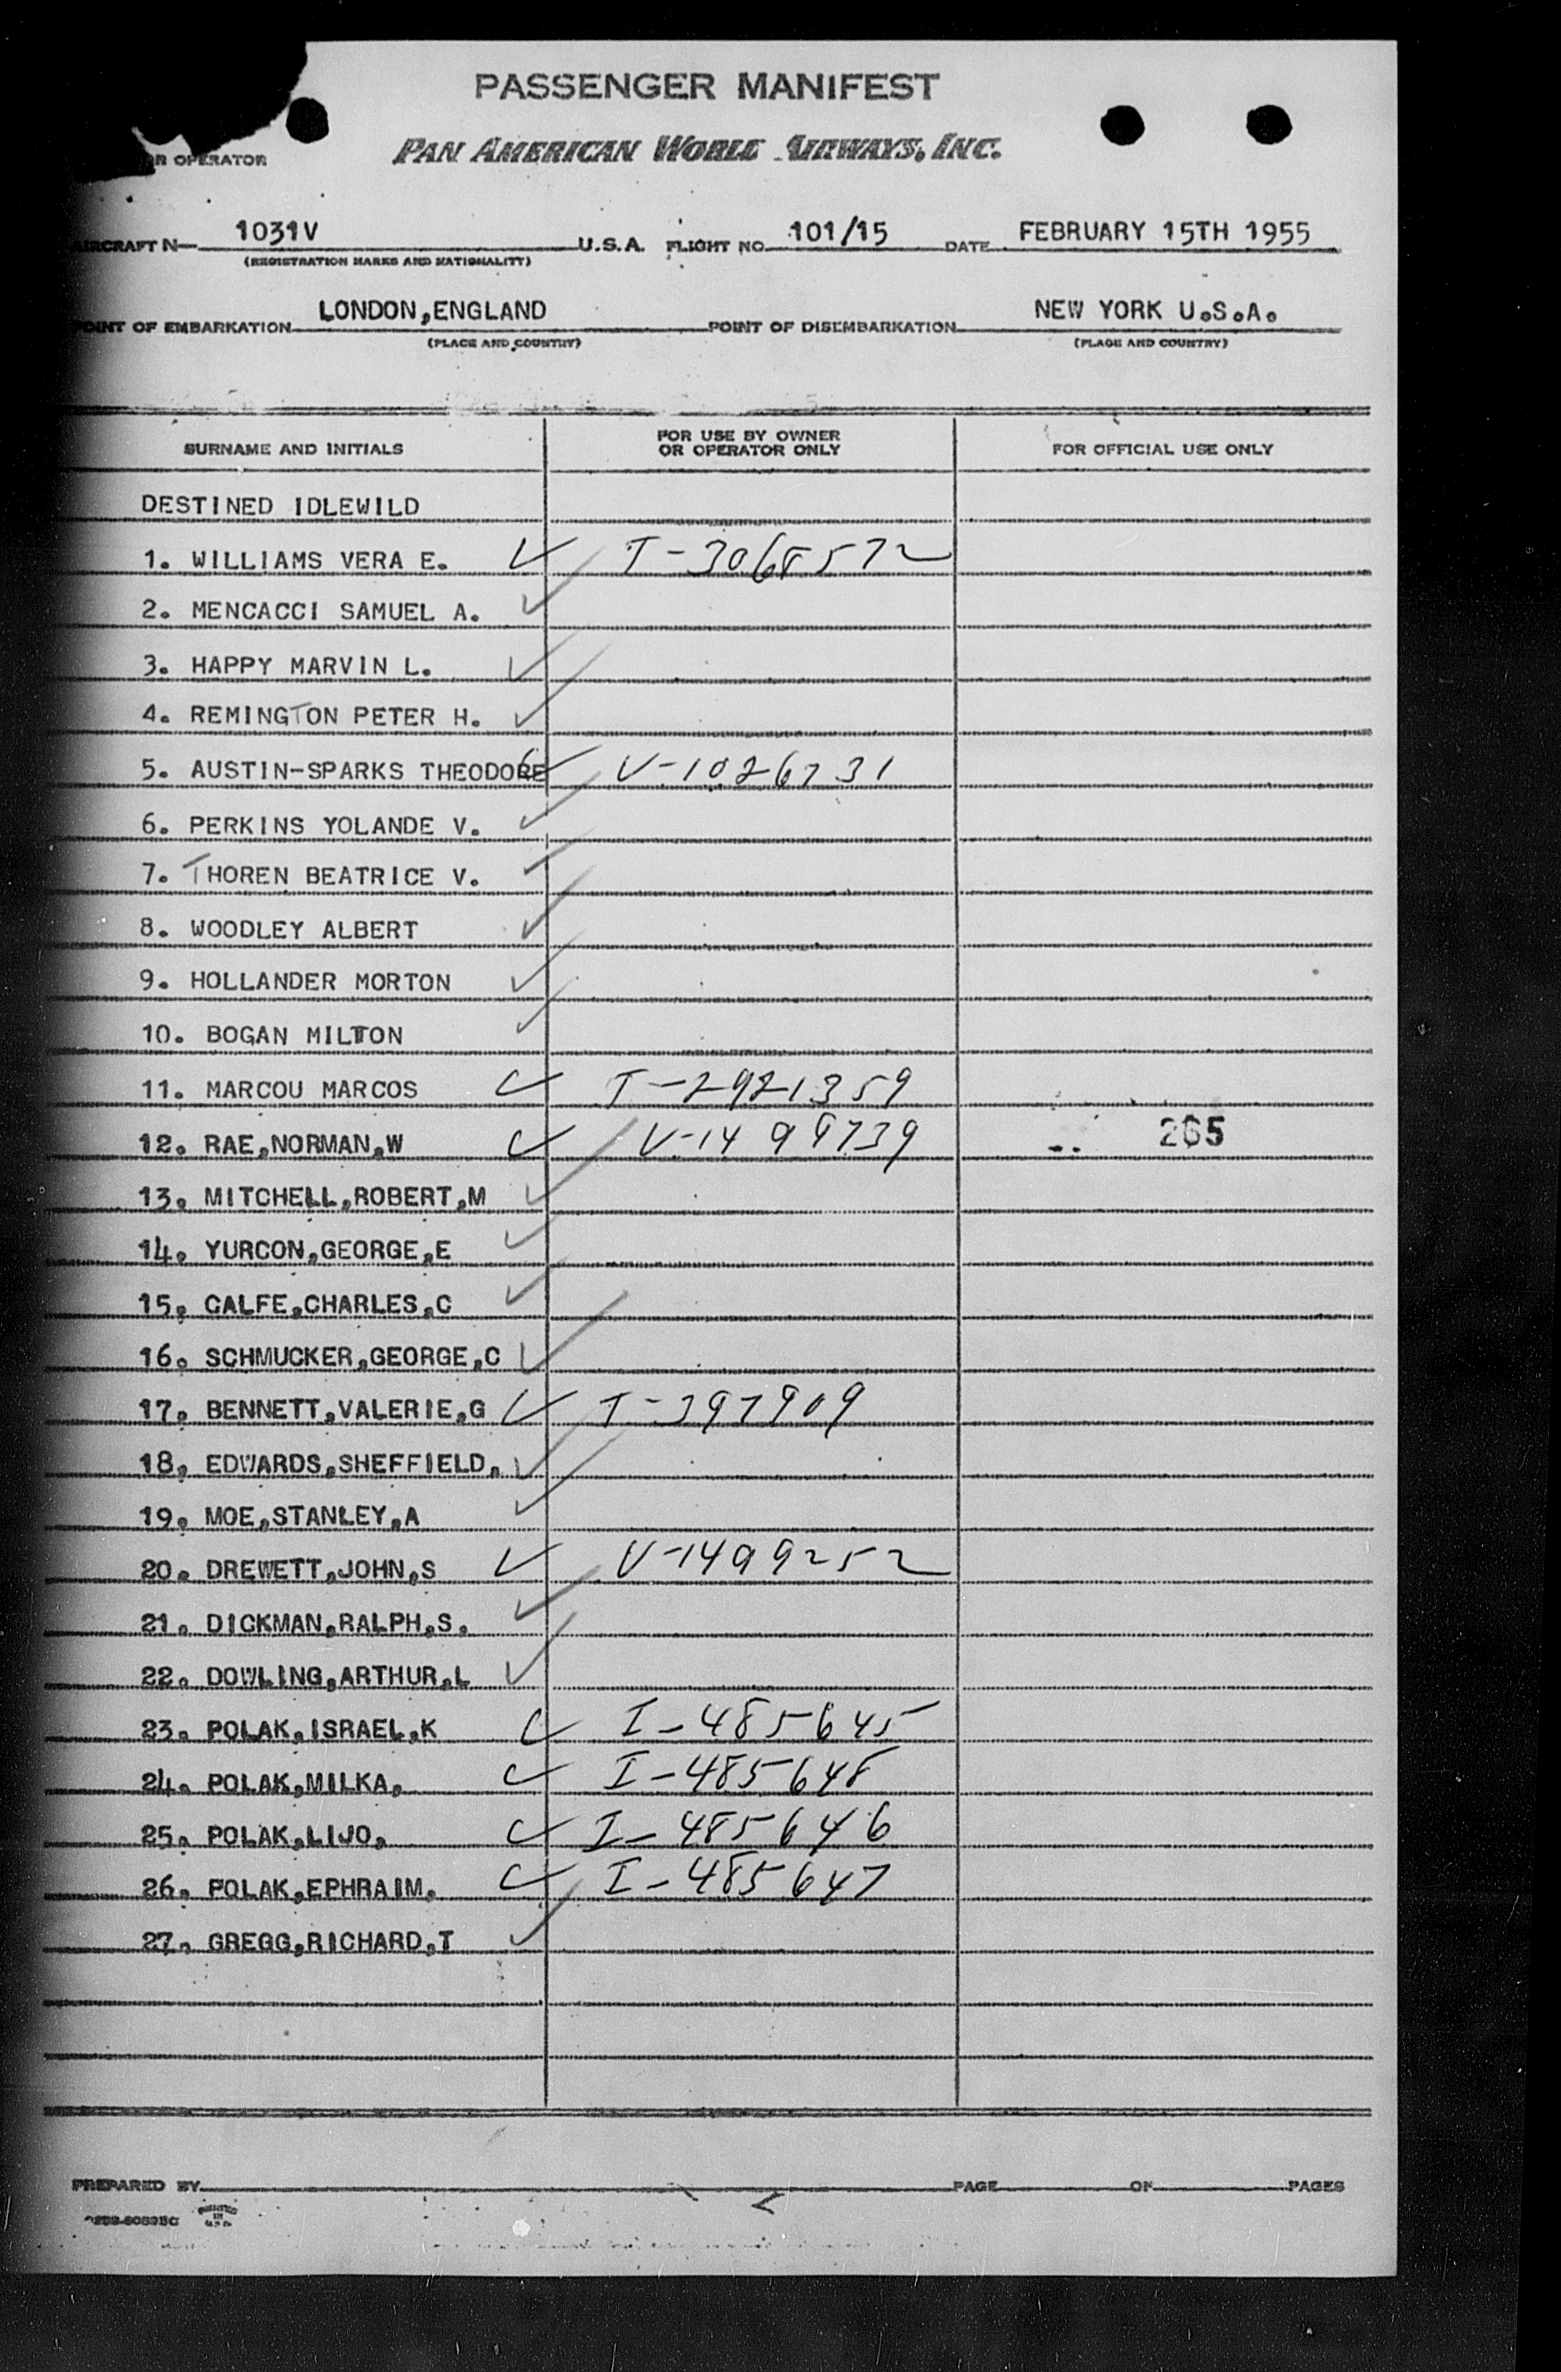 PASSENGER MANIFEST
PAN AMERICAN WORLD AIRWAYS, INC.
OR OPERATOR
AIRCRAFT N- 1031V U.S.A. FLIGHT NO. 101/15 DATE FEBRUARY 15TH 1955
(REGISTRATION MARKS AND NATIONALITY)
POINT OF EMBARKATION LONDON,ENGLAND POINT OF DISEMBARKATION NEW YORK U.S.A.
(PLACE AND COUNTRY) (PLACE AND COUNTRY)
SURNAME AND INITIALS FOR USE BY OWNER OR OPERATOR ONLY FOR OFFICIAL USE ONLY
DESTINED IDLEWILD
1. WILLIAMS VERA E. T-3068572
2. MENCACCI SAMUEL A.
3. HAPPY MARVIN L.
4. REMINGTON PETER H.
5. AUSTIN-SPARKS THEODORE V-1026731
6. PERKINS YOLANDE V.
7. THOREN BEATRICE V.
8. WOODLEY ALBERT
9. HOLLANDER MORTON
10. BOGAN MILTON
11. MARCOU MARCOS T-2921359
12. RAE,NORMAN,W V-1499739 265
13. MITCHELL,ROBERT,M
14. YURCON,GEORGE,E
15. CALFE,CHARLES,C
16. SCHMUCKER,GEORGE,C
17. BENNETT,VALERIE,G I-397909
18. EDWARDS,SHEFFIELD,
19. MOE,STANLEY,A
20. DREWETT,JOHN,S V-1499252
21. DICKMAN,RALPH,S.
22. DOWLING,ARTHUR,L
23. POLAK,ISRAEL,K I-485645
24. POLAK,MILKA, I-485648
25. POLAK,LIJO, I-485646
26. POLAK,EPHRAIM, I-485647
27. GREGG,RICHARD,T
PREPARED BY PAGE OF PAGES
PRINTED IN U.S.A.